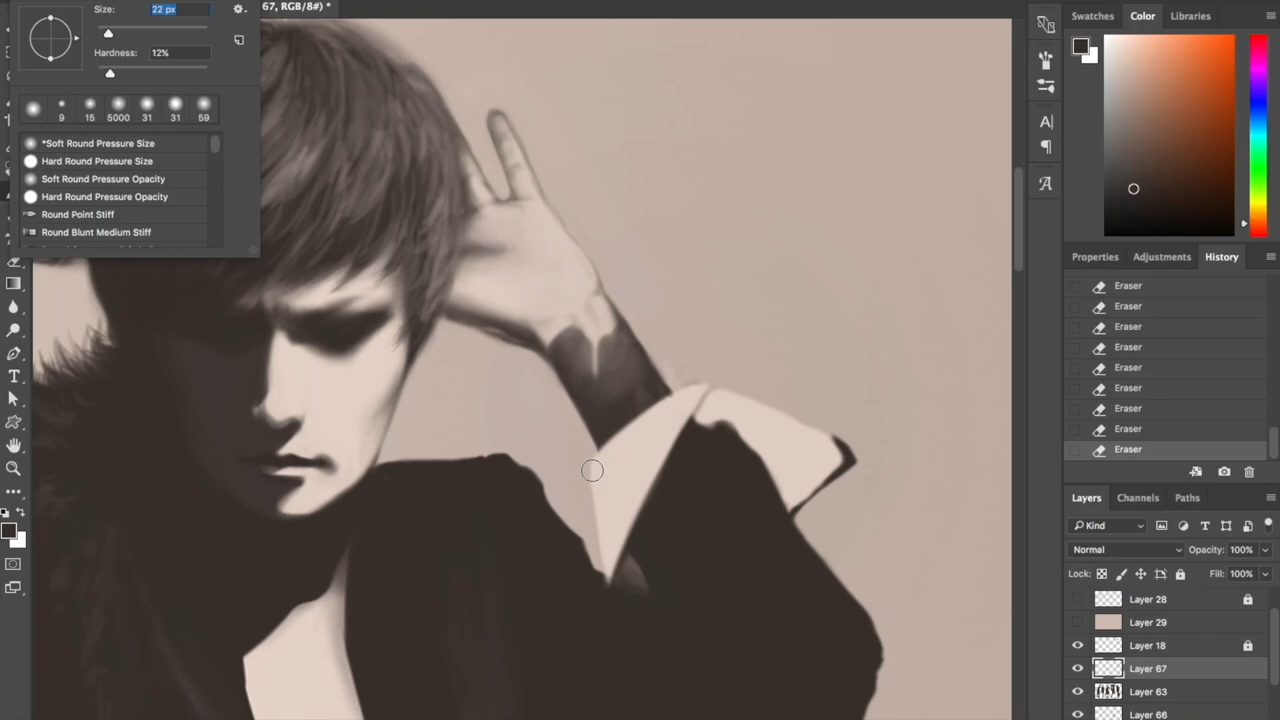 Size: 22 px
67, RGB/8#) *
Hardness: 12%
9 15 5000 31 31 59
*Soft Round Pressure Size
Hard Round Pressure Size
Soft Round Pressure Opacity
Hard Round Pressure Opacity
Round Point Stiff
Round Blunt Medium Stiff
Swatches Color Libraries
Properties Adjustments History
Eraser
Eraser
Eraser
Eraser
Eraser
Eraser
Eraser
Eraser
Eraser
Layers Channels Paths
Kind
Normal Opacity: 100%
Lock: Fill: 100%
Layer 28
Layer 29
Layer 18
Layer 67
Layer 63
Layer 66